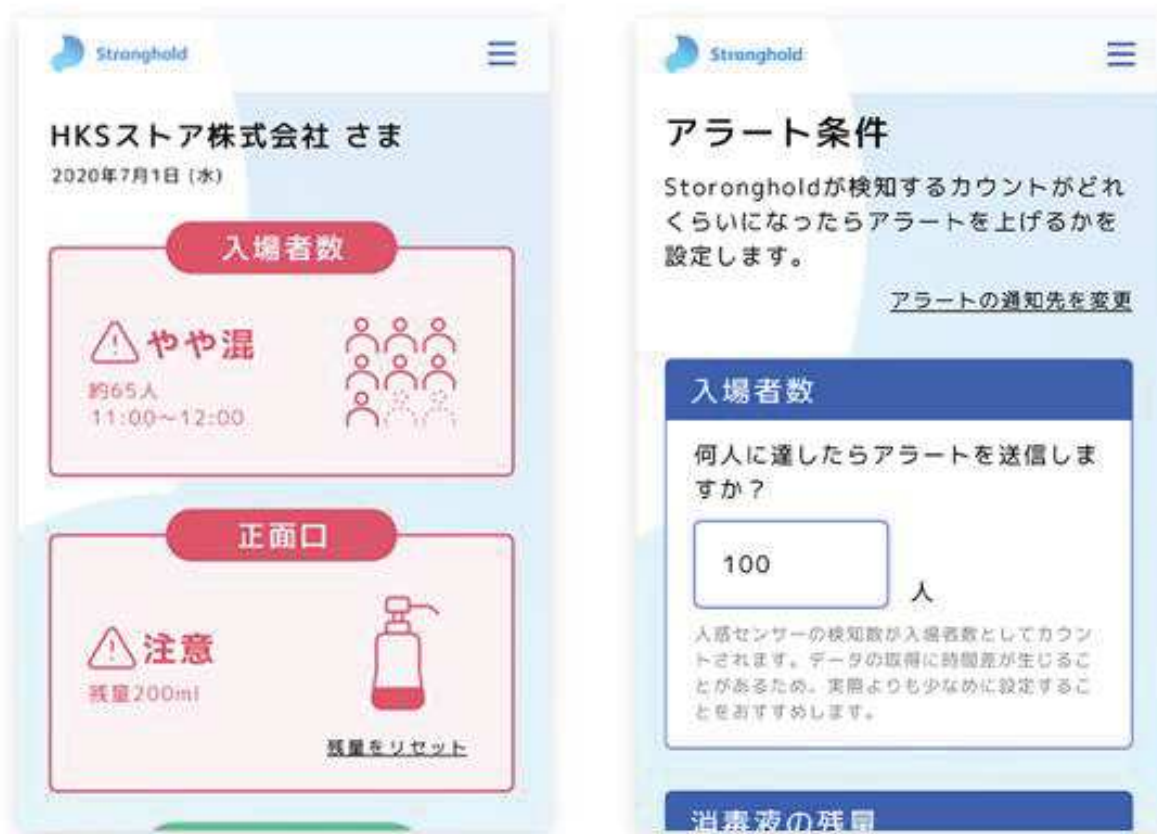 Stronghold
HKSストア株式会社 さま
2020年7月1日 (水)
入場者数
やや混
約65人
11:00〜12:00
正面口
注意
残量200ml
残量をリセット
Stronghold
アラート条件
Storongholdが検知するカウントがどれ
くらいになったらアラートを上げるかを
設定します。
アラートの通知先を変更
入場者数
何人に達したらアラートを送信しま
すか？
100
人
人感センサーの検知数が入場者数としてカウン
トされます。データの取得に時間差が生じるこ
とがあるため、実際よりも少なめに設定するこ
とをおすすめします。
消毒液の残量